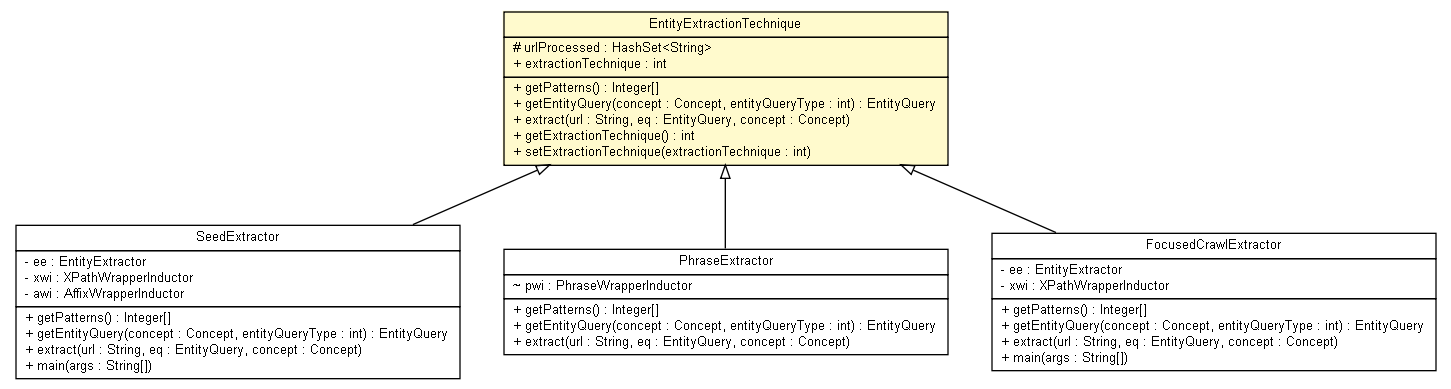 EntityExtractionTechnique
# urlProcessed : HashSet<String>
+ extractionTechnique : int
+ getPatterns() : Integer[]
+ getEntityQuery(concept : Concept, entityQueryType : int) : EntityQuery
+ extract(url : String, eq : EntityQuery, concept : Concept)
+ getExtractionTechnique() : int
+ setExtractionTechnique(extractionTechnique : int)
SeedExtractor
- ee : EntityExtractor
- xwi : XPathWrapperInductor
- awi : AffixWrapperInductor
+ getPatterns() : Integer[]
+ getEntityQuery(concept : Concept, entityQueryType : int) : EntityQuery
+ extract(url : String, eq : EntityQuery, concept : Concept)
+ main(args : String[])
PhraseExtractor
~ pwi : PhraseWrapperInductor
+ getPatterns() : Integer[]
+ getEntityQuery(concept : Concept, entityQueryType : int) : EntityQuery
+ extract(url : String, eq : EntityQuery, concept : Concept)
FocusedCrawlExtractor
- ee : EntityExtractor
- xwi : XPathWrapperInductor
+ getPatterns() : Integer[]
+ getEntityQuery(concept : Concept, entityQueryType : int) : EntityQuery
+ extract(url : String, eq : EntityQuery, concept : Concept)
+ main(args : String[])